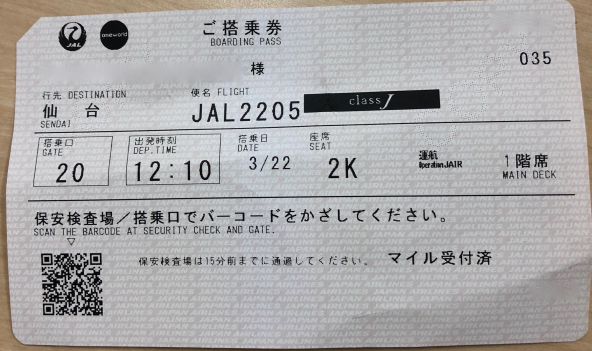 JAL oneworld
ご搭乗券
BOARDING PASS
様
035
行先 DESTINATION 便名 FLIGHT
仙台 JAL2205 class J
SENDAI
搭乗口 出発時刻 搭乗日 座席
GATE DEP.TIME DATE SEAT
20 12:10 3/22 2K
運航 1階席
Operation J-AIR MAIN DECK
保安検査場/搭乗口でバーコードをかざしてください。
SCAN THE BARCODE AT SECURITY CHECK AND GATE.
保安検査場は15分前までに通過してください。 マイル受付済